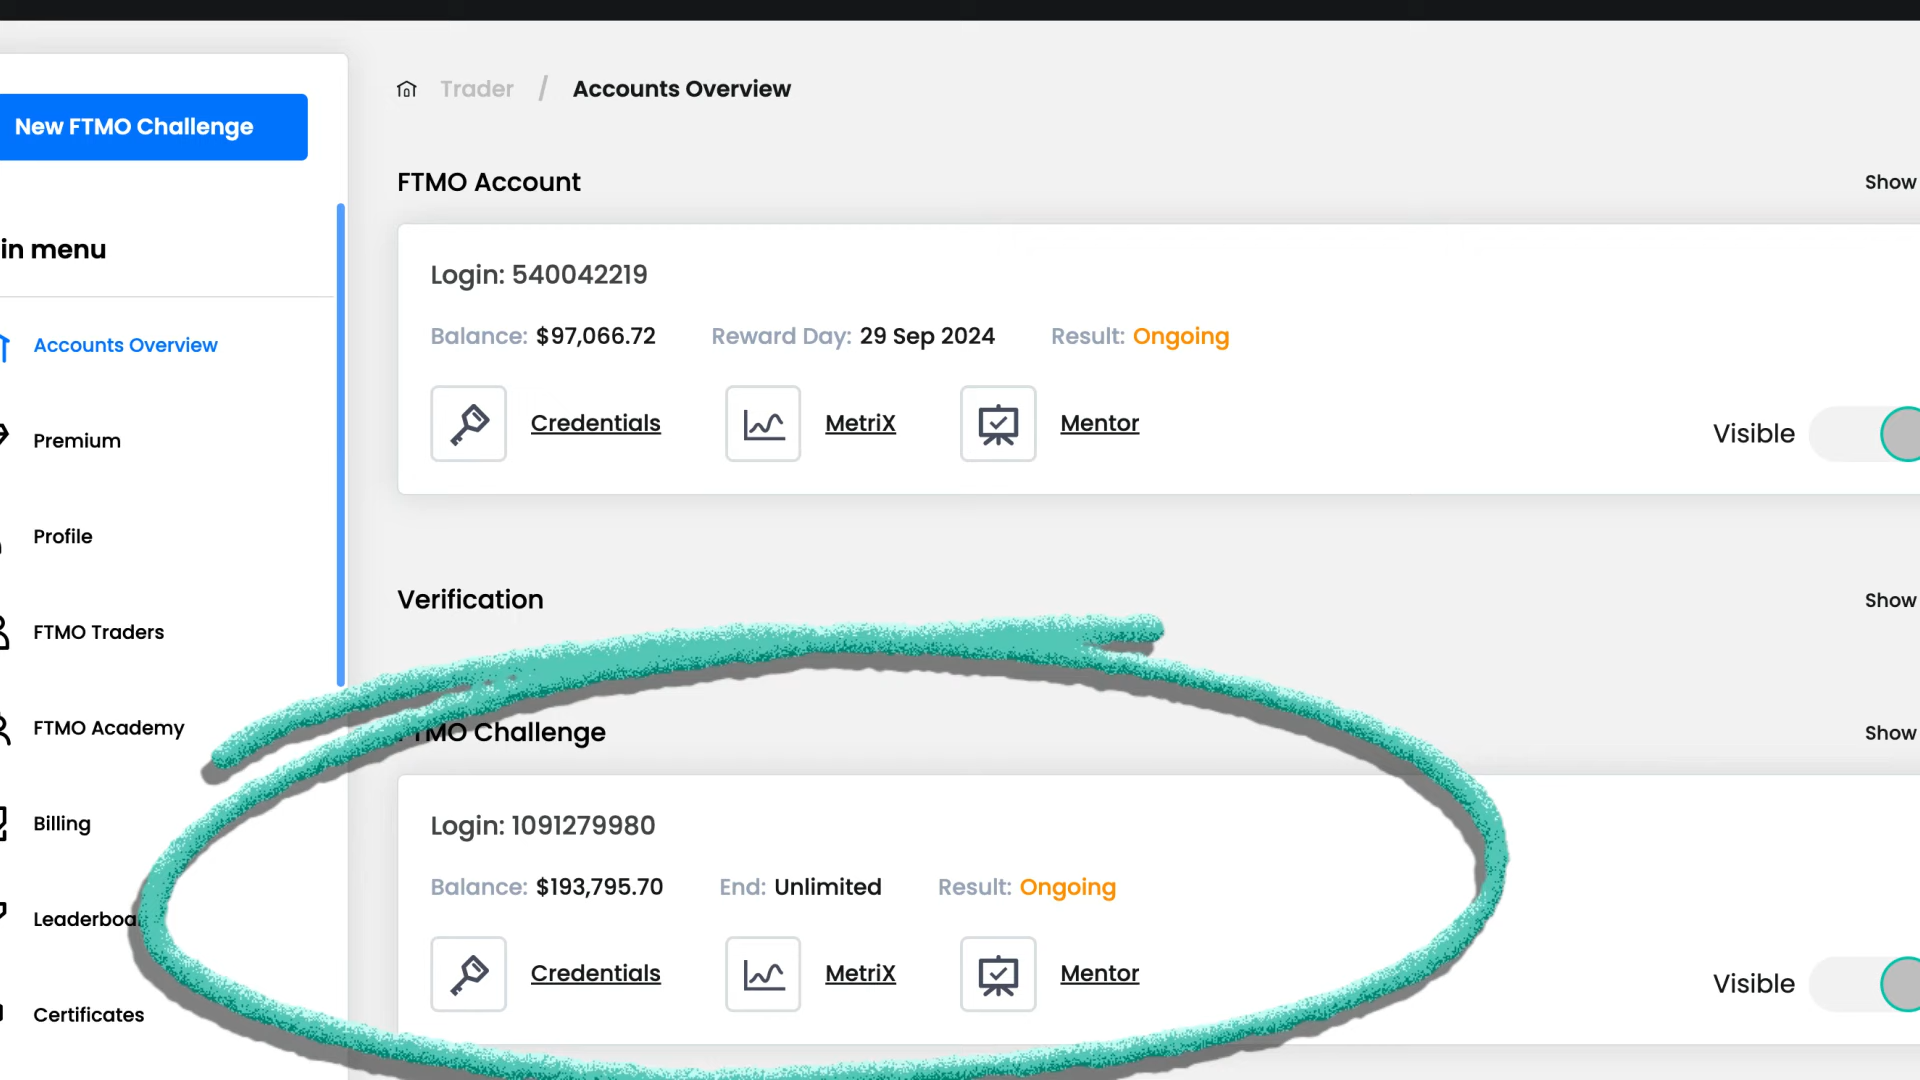 Trader / Accounts Overview
New FTMO Challenge
in menu
Accounts Overview
Premium
Profile
FTMO Traders
FTMO Academy
Billing
Certificates
FTMO Account
Show
Login: 540042219
Balance: $97,066.72 Reward Day: 29 Sep 2024 Result: Ongoing
Credentials MetriX Mentor
Visible
Verification
Show
TMO Challenge
Show
Login: 1091279980
Balance: $193,795.70 End: Unlimited Result: Ongoing
Credentials MetriX Mentor
Visible